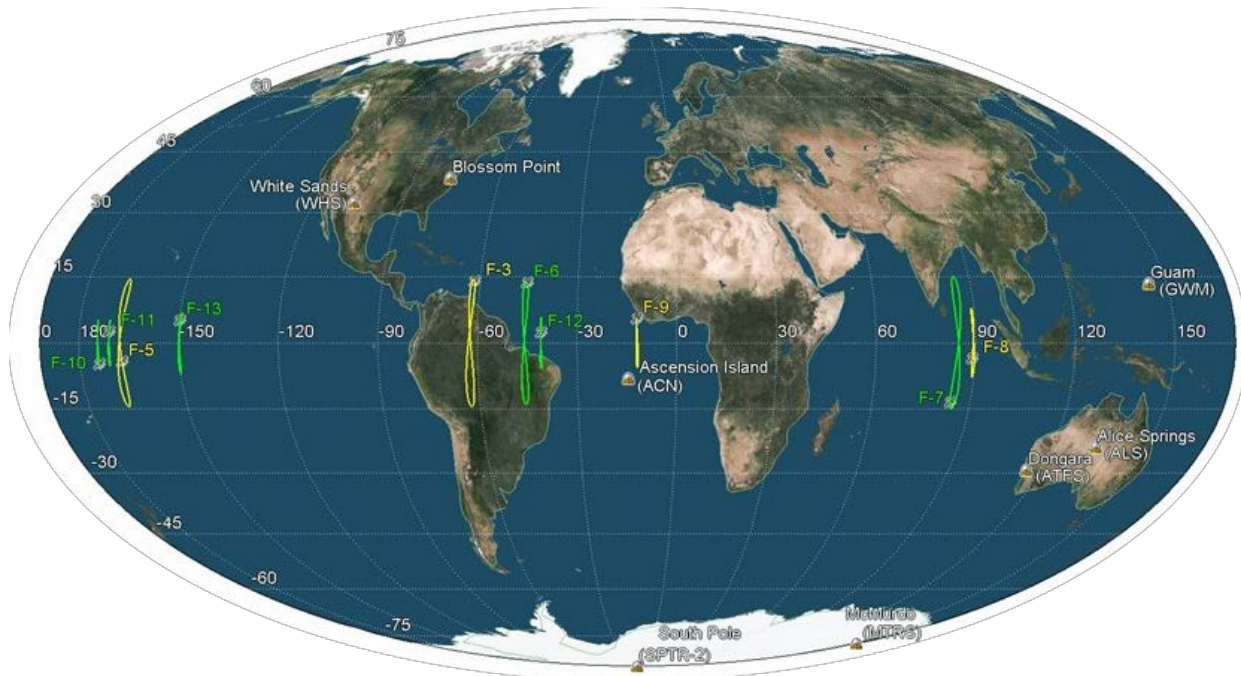 75
60
45
Blossom Point
White Sands
(WHS)
30
15
F-3
F-6
Guam
(GWM)
F-13
F-11
F-9
F-12
0
180
-150
-120
-60
-30
0
30
60
90
120
150
F-5
F-8
F-10
Ascension Island
(ACN)
F-7
-15
Alice Springs
(ALS)
Dongara
(ATFS)
-30
-45
-60
-75
McMurdo
(MTRS)
South Pole
(SPTR-2)